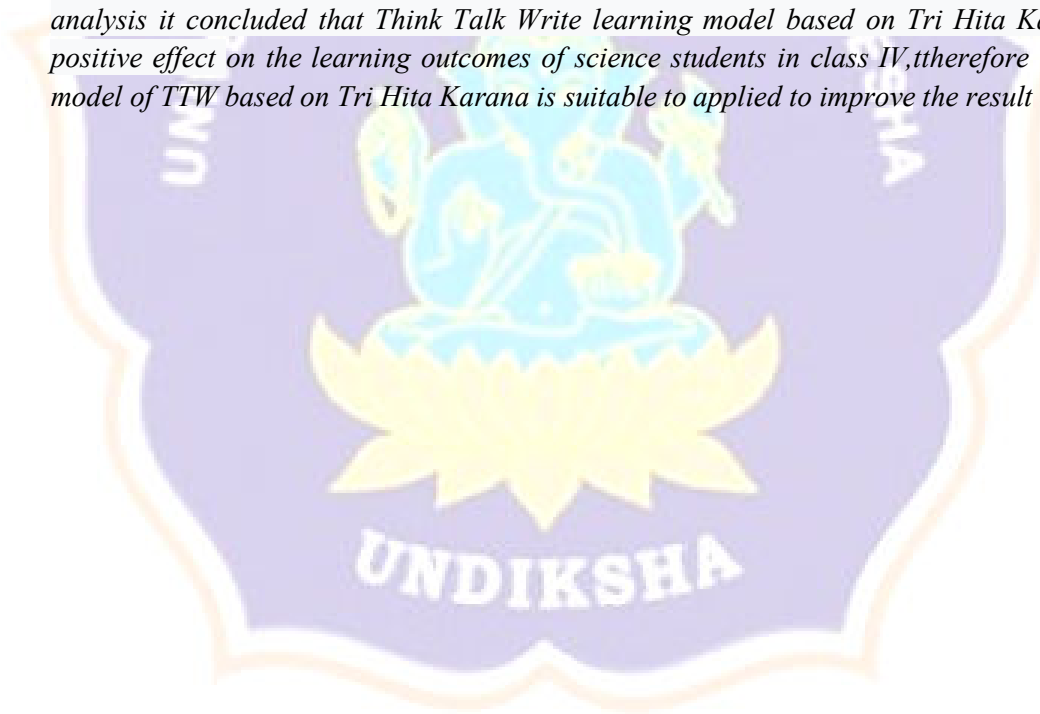 analysis it concluded that Think Talk Write learning model based on Tri Hita
positive effect on the learning outcomes of science students in class IV,ttherefore
model of TTW based on Tri Hita Karana is suitable to applied to improve the result
UNDIKSHA